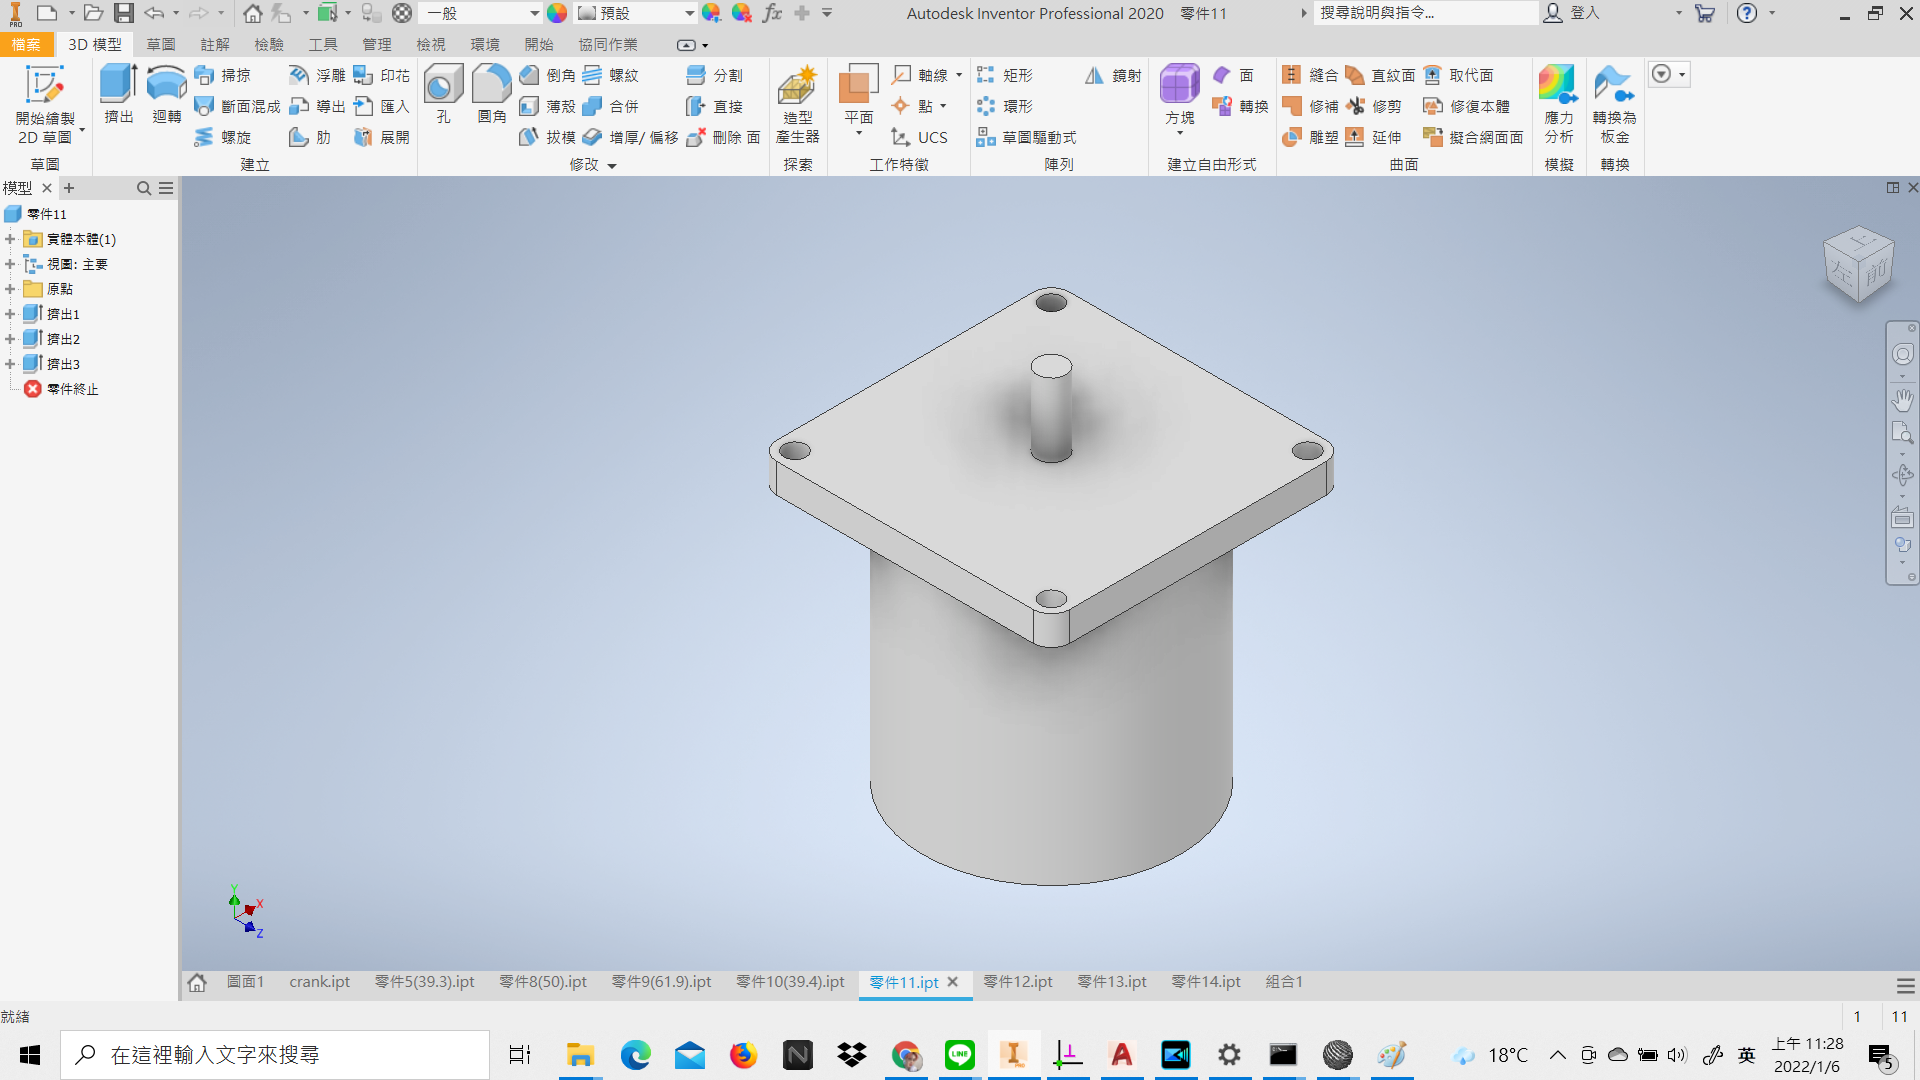 PRO
一般
預設
fx
Autodesk Inventor Professional 2020 零件11
搜尋說明與指令...
登入
檔案 3D 模型 草圖 註解 檢驗 工具 管理 檢視 環境 開始 協同作業
開始繪製
2D 草圖
草圖
擠出 迴轉
掃掠 浮雕 印花
斷面混成 導出 匯入
螺旋 肋 展開
建立
孔 圓角
倒角 螺紋 分割
薄殼 合併 直接
拔模 增厚/ 偏移 刪除 面
修改
造型
產生器
探索
平面
軸線
點
UCS
工作特徵
矩形 鏡射
環形
草圖驅動式
陣列
方塊
面
轉換
建立自由形式
縫合 直紋面 取代面
修補 修剪 修復本體
雕塑 延伸 擬合網面面
曲面
應力
分析
模擬
轉換為
板金
轉換
模型
零件11
實體本體(1)
視圖: 主要
原點
擠出1
擠出2
擠出3
零件終止
上
左 前
Y
X
Z
圖面1 crank.ipt 零件5(39.3).ipt 零件8(50).ipt 零件9(61.9).ipt 零件10(39.4).ipt 零件11.ipt 零件12.ipt 零件13.ipt 零件14.ipt 組合1
就緒
1 11
在這裡輸入文字來搜尋
LINE
PRO
18°C
英
上午 11:28
2022/1/6
5